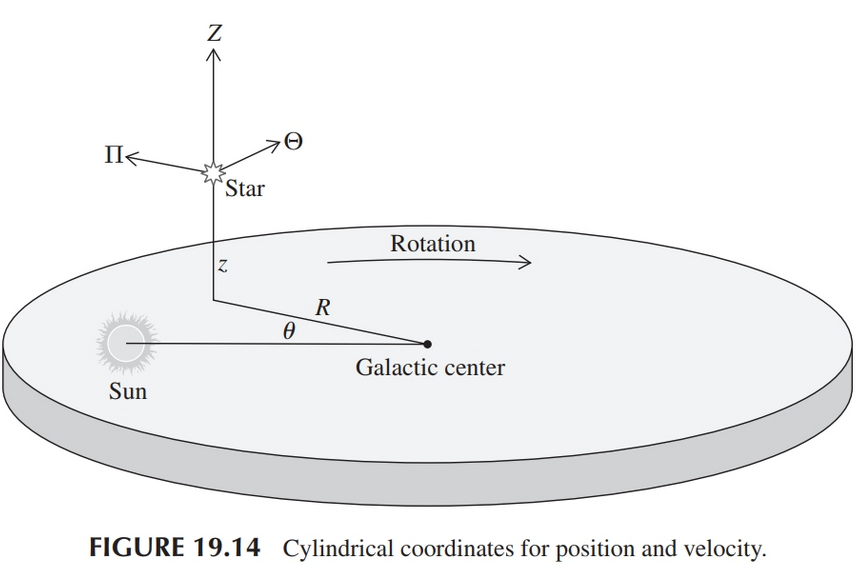 Z
Π
Θ
Star
Rotation
z
R
θ
Galactic center
Sun
FIGURE 19.14 Cylindrical coordinates for position and velocity.